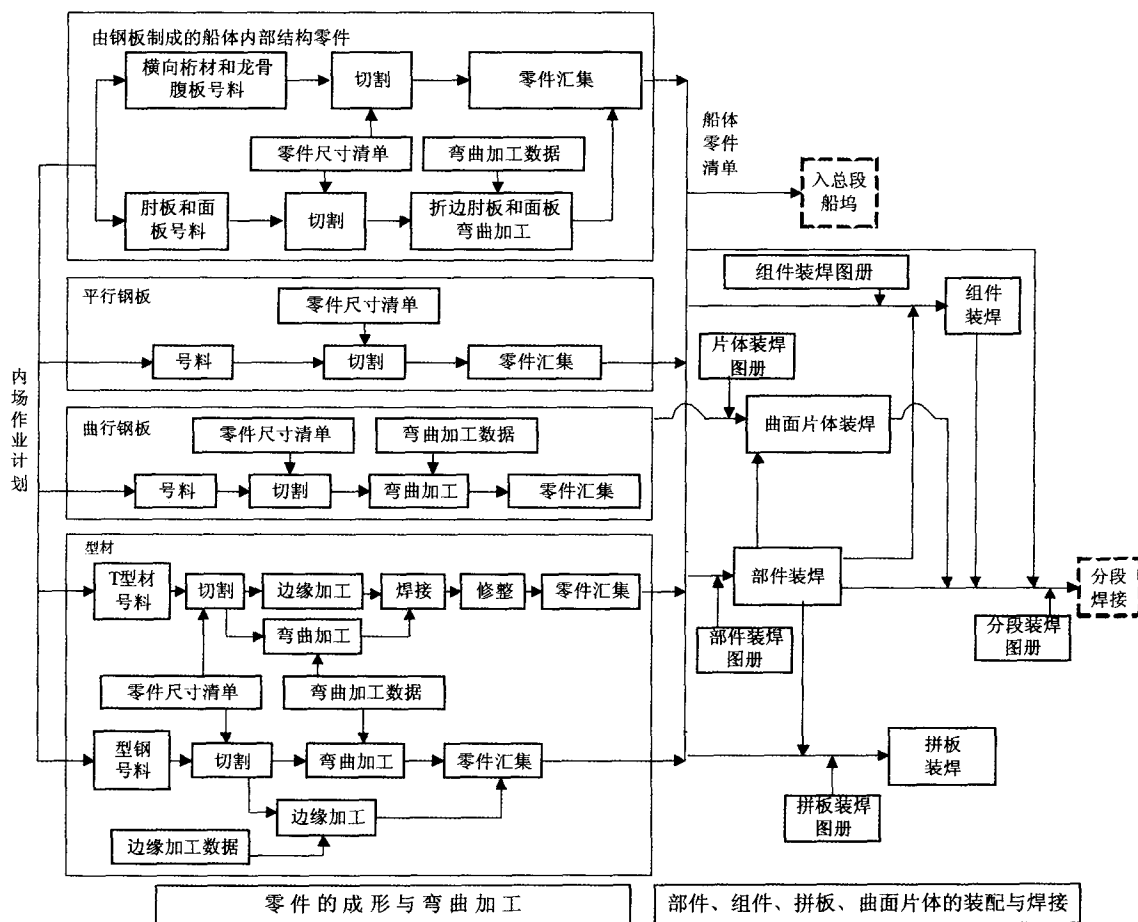 由钢板制成的船体内部结构零件
横向桁材和龙骨
腹板号料
切割
零件汇集
零件尺寸清单
弯曲加工数据
肘板和面
板号料
切割
折边肘板和面板
弯曲加工
船体
零件
清单
入总段
船坞
平行钢板
零件尺寸清单
号料
切割
零件汇集
组件装焊图册
组件
装焊
片体装焊
图册
内场作业计划
曲行钢板
零件尺寸清单
弯曲加工数据
号料
切割
弯曲加工
零件汇集
曲面片体装焊
型材
T型材
号料
切割
边缘加工
焊接
修整
零件汇集
弯曲加工
零件尺寸清单
弯曲加工数据
型钢
号料
切割
弯曲加工
零件汇集
边缘加工
边缘加工数据
部件装焊
部件装焊
图册
分段装焊
图册
分段
焊接
拼板
装焊
拼板装焊
图册
零件的成形与弯曲加工
部件、组件、拼板、曲面片体的装配与焊接